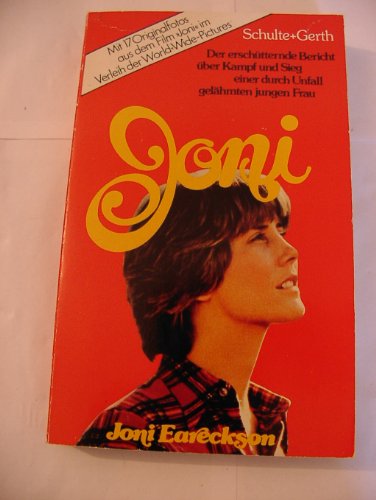 Mit 17 Originalfotos
aus dem Film »Joni« im
Verleih der World-Wide-Pictures
Schulte+Gerth
Der erschütternde Bericht
über Kampf und Sieg
einer durch Unfall
gelähmten jungen Frau
Joni
Joni Eareckson